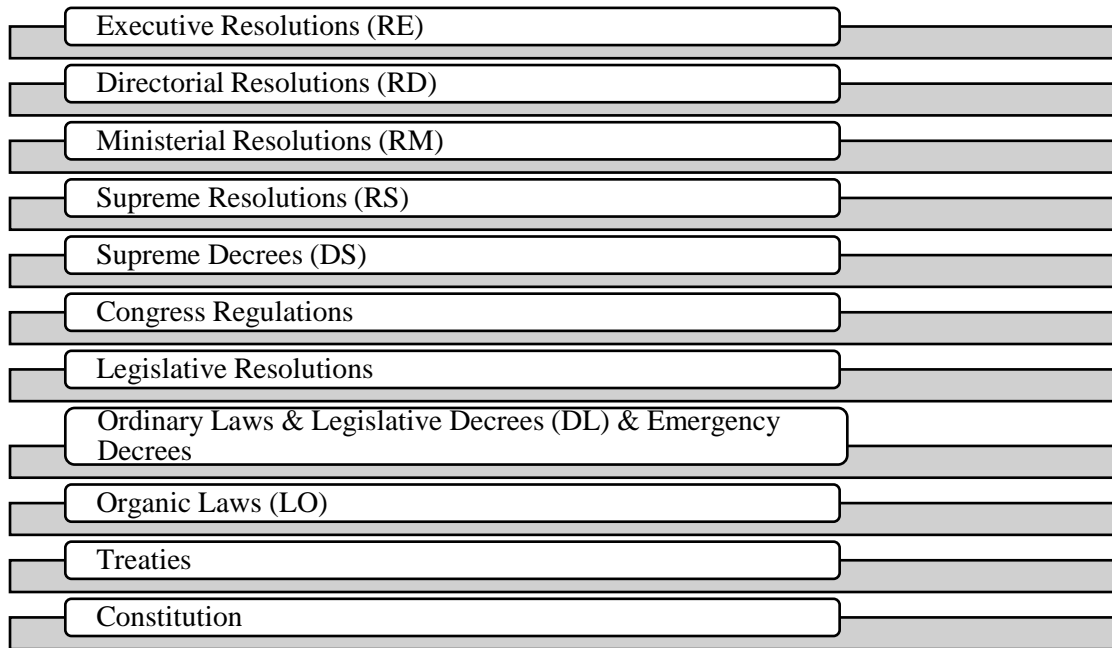 Executive Resolutions (RE)
Directorial Resolutions (RD)
Ministerial Resolutions (RM)
Supreme Resolutions (RS)
Supreme Decrees (DS)
Congress Regulations
Legislative Resolutions
Ordinary Laws & Legislative Decrees (DL) & Emergency
Decrees
Organic Laws (LO)
Treaties
Constitution